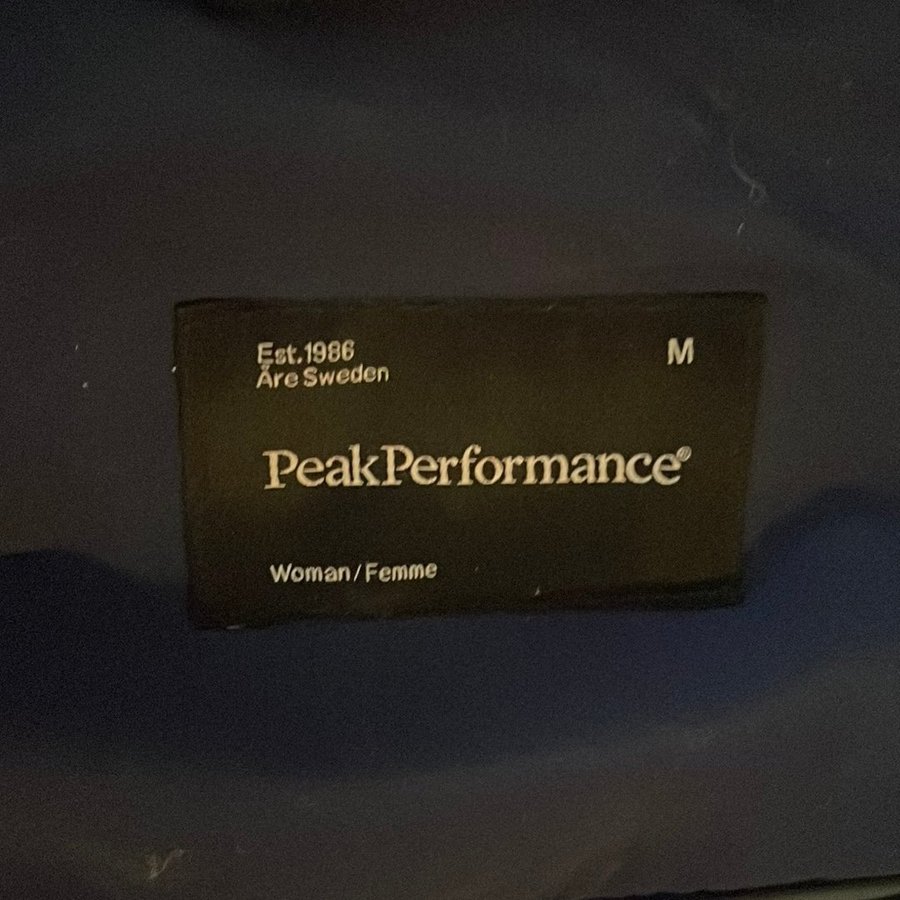 Est.1986
Åre Sweden
M
PeakPerformance®
Woman/Femme